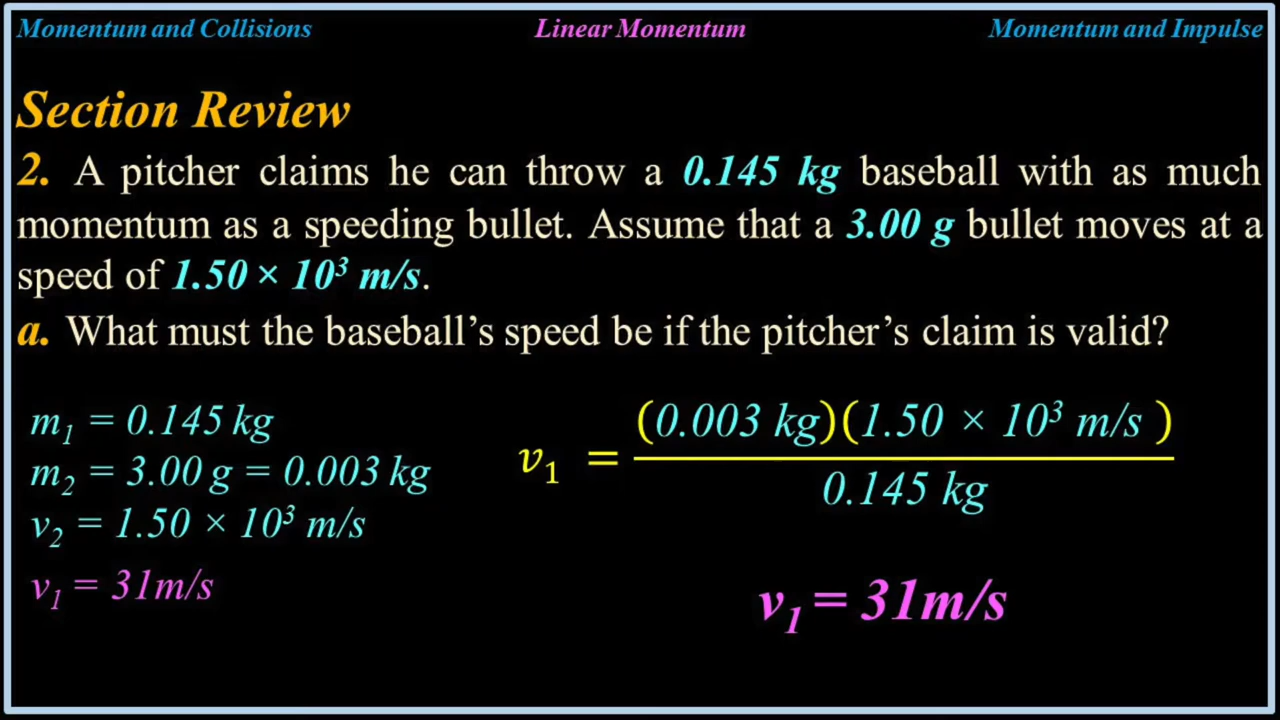 Momentum and Collisions Linear Momentum Momentum and Impulse
Section Review
2. A pitcher claims he can throw a 0.145 kg baseball with as much
momentum as a speeding bullet. Assume that a 3.00 g bullet moves at a
speed of 1.50 × 10³ m/s.
a. What must the baseball’s speed be if the pitcher’s claim is valid?
m₁ = 0.145 kg
m₂ = 3.00 g = 0.003 kg
v₂ = 1.50 × 10³ m/s
v₁ = 31m/s
(0.003 kg)(1.50 × 10³ m/s )
v₁ =
0.145 kg
v₁ = 31m/s